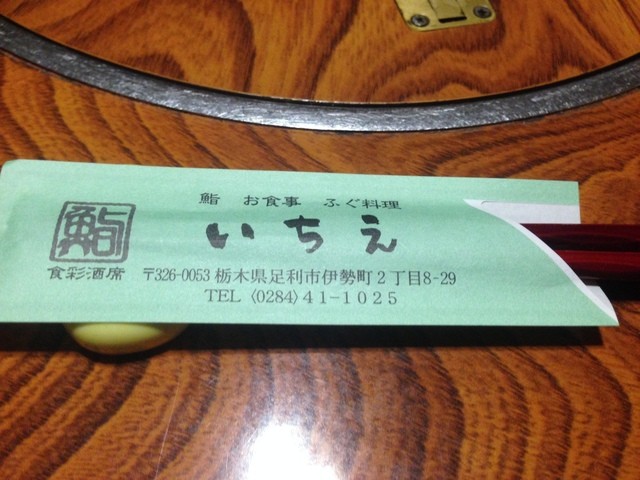 鮨 お食事 ふぐ料理
鮨
いちえ
食彩酒席
〒326-0053 栃木県足利市伊勢町2丁目8-29
TEL (0284)41-1025